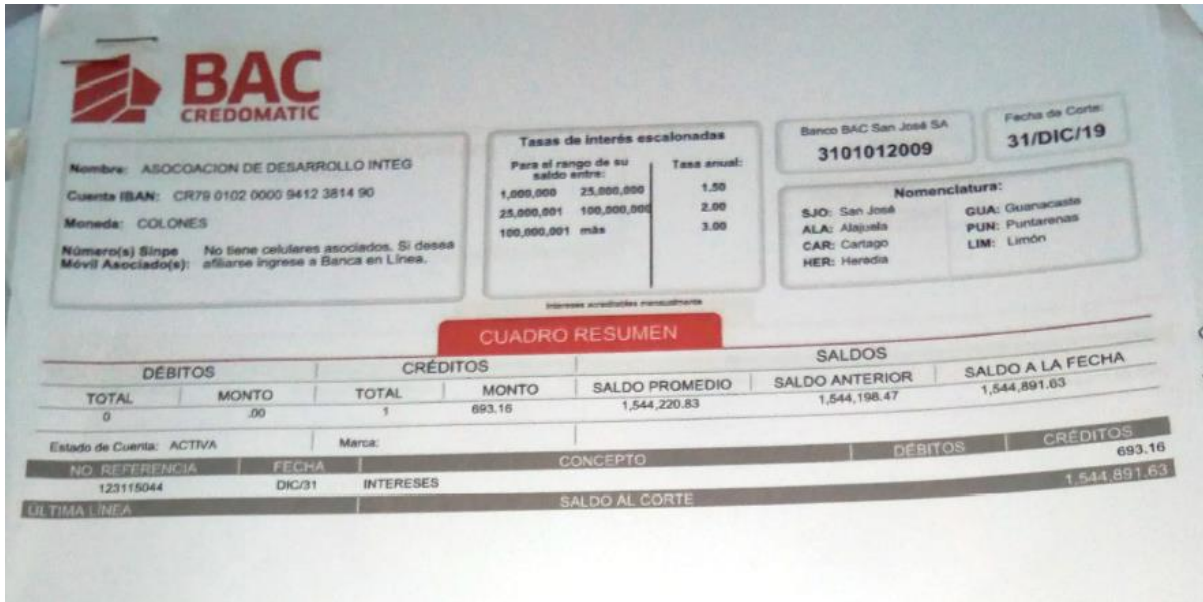 BAC
CREDOMATIC
Nombre: ASOCOACION DE DESARROLLO INTEG
Cuenta IBAN: CR79 0102 0000 9412 3814 90
Moneda: COLONES
Número(s) Sinpe Móvil Asociado(s): No tiene celulares asociados. Si desea afiliarse ingrese a Banca en Línea.
Tasas de interés escalonadas
Para el rango de su saldo entre: Tasa anual:
1,000,000 25,000,000 1.50
25,000,001 100,000,000 2.00
100,000,001 más 3.00
Intereses acreditables mensualmente
Banco BAC San José SA
3101012009
Fecha de Corte:
31/DIC/19
Nomenclatura:
SJO: San José GUA: Guanacaste
ALA: Alajuela PUN: Puntarenas
CAR: Cartago LIM: Limón
HER: Heredia
CUADRO RESUMEN
DÉBITOS CRÉDITOS SALDOS
TOTAL MONTO TOTAL MONTO SALDO PROMEDIO SALDO ANTERIOR SALDO A LA FECHA
0 .00 1 693.16 1,544,220.83 1,544,198.47 1,544,891.63
Estado de Cuenta: ACTIVA Marca:
NO. REFERENCIA FECHA CONCEPTO DÉBITOS CRÉDITOS
123115044 DIC/31 INTERESES 693.16
ÚLTIMA LÍNEA SALDO AL CORTE 1,544,891.63